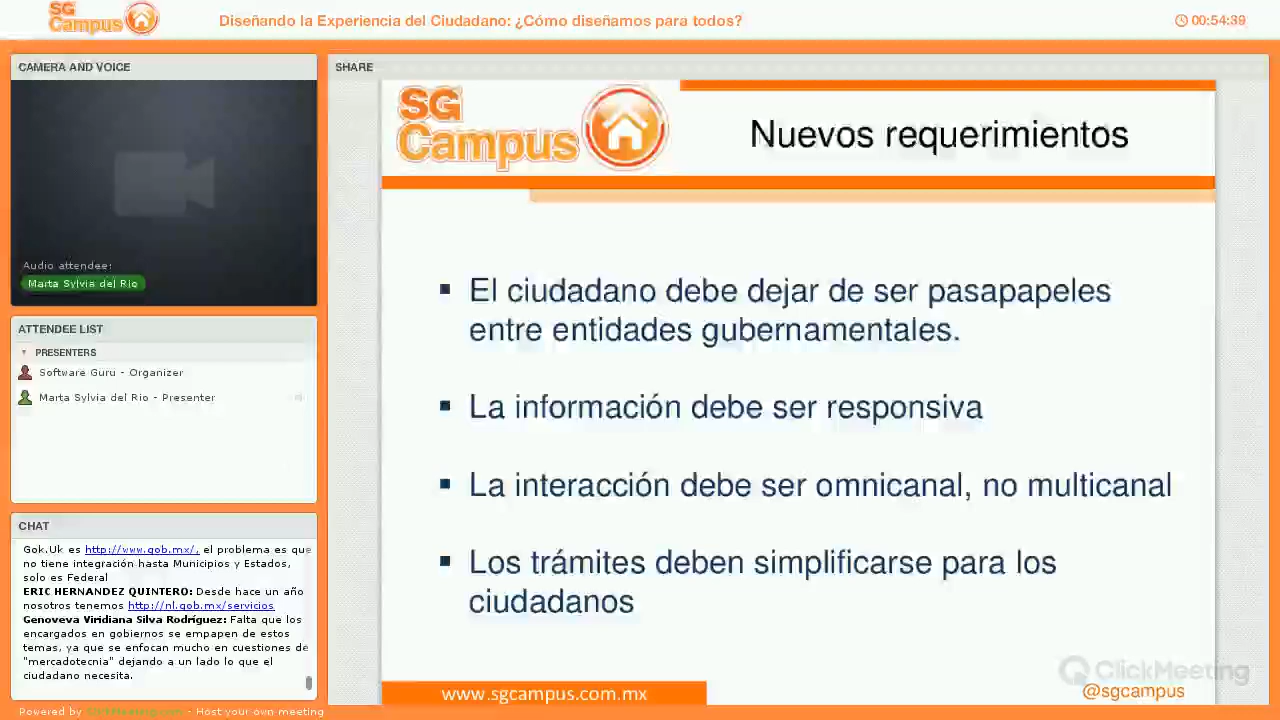 SG Campus
Diseñando la Experiencia del Ciudadano: ¿Cómo diseñamos para todos?
00:54:39
CAMERA AND VOICE
Audio attendee:
Marta Sylvia del Rio
ATTENDEE LIST
PRESENTERS
Software Guru - Organizer
Marta Sylvia del Rio - Presenter
CHAT
Gok.Uk es http://www.gob.mx/, el problema es que
no tiene integración hasta Municipios y Estados,
solo es Federal
ERIC HERNANDEZ QUINTERO: Desde hace un año
nosotros tenemos http://nl.gob.mx/servicios
Genoveva Viridiana Silva Rodríguez: Falta que los
encargados en gobiernos se empapen de estos
temas, ya que se enfocan mucho en cuestiones de
"mercadotecnia" dejando a un lado lo que el
ciudadano necesita.
Powered by ClickMeeting.com - Host your own meeting
SHARE
SG
Campus
Nuevos requerimientos
El ciudadano debe dejar de ser pasapapeles
entre entidades gubernamentales.
La información debe ser responsiva
La interacción debe ser omnicanal, no multicanal
Los trámites deben simplificarse para los
ciudadanos
www.sgcampus.com.mx
ClickMeeting
@sgcampus